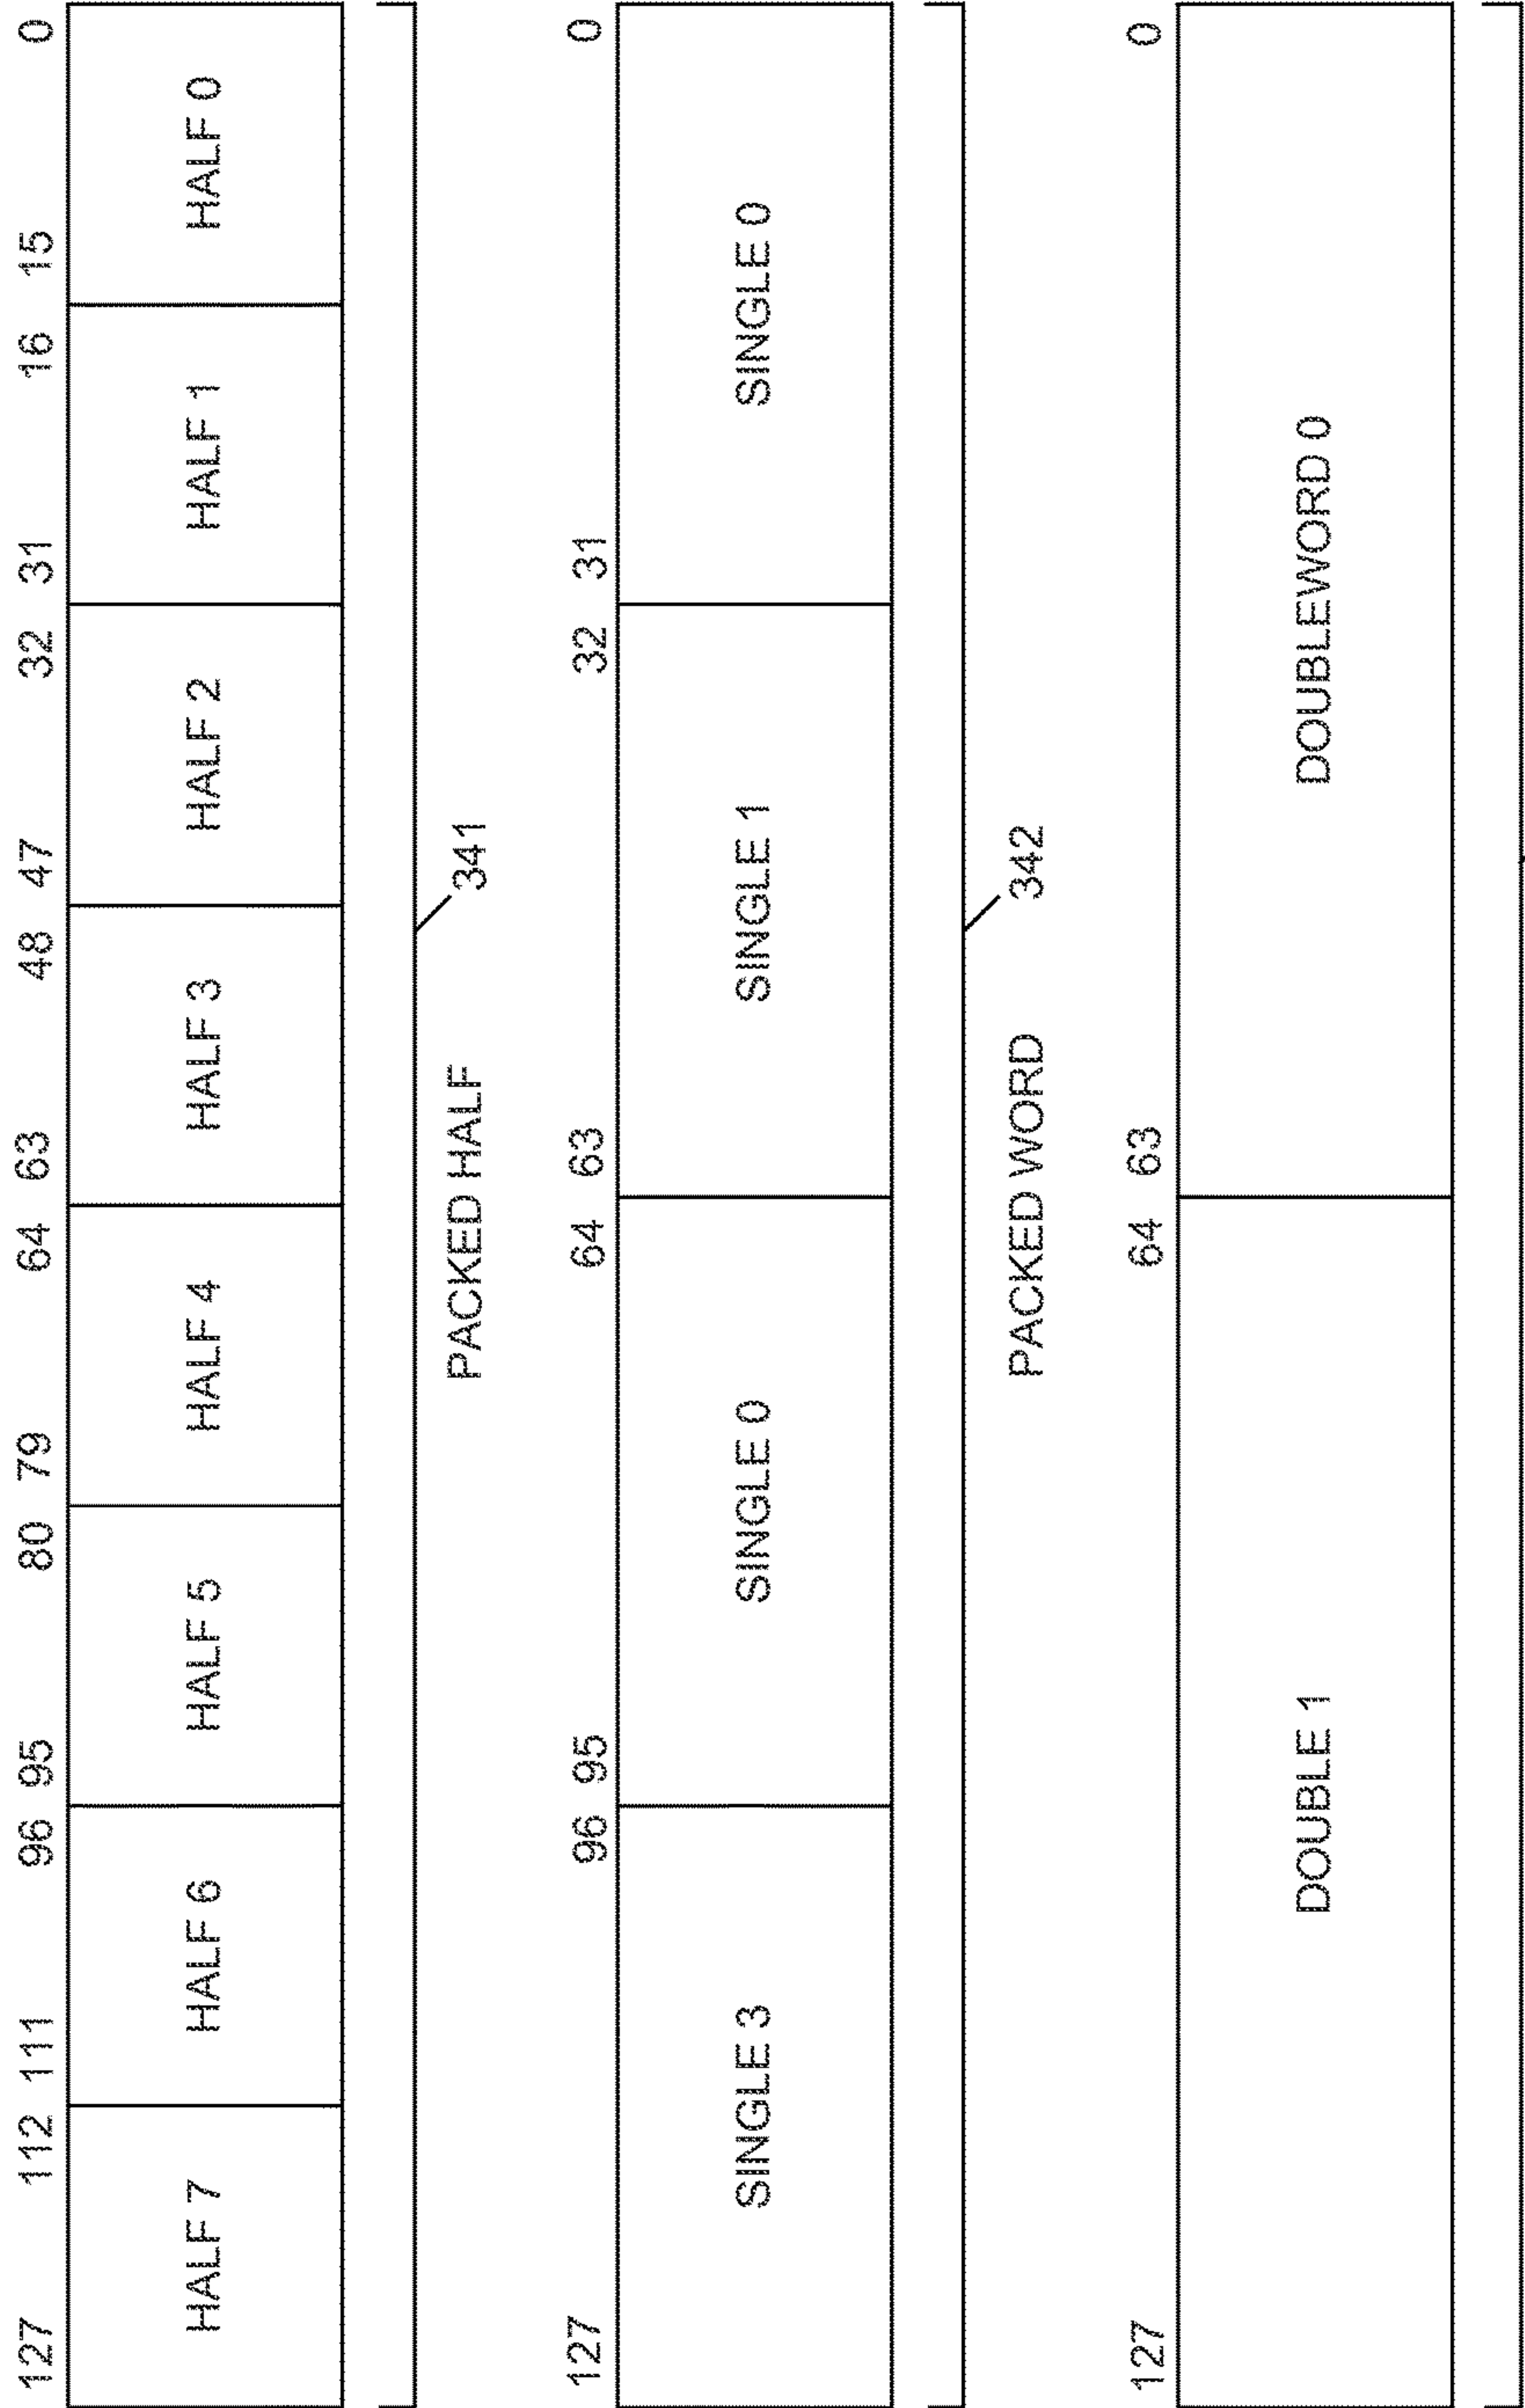 127 112 111 96 95 80 79 64 63 48 47 32 31 16 15 0
HALF 7 HALF 6 HALF 5 HALF 4 HALF 3 HALF 2 HALF 1 HALF 0
PACKED HALF 341
127 96 95 64 63 32 31 0
SINGLE 3 SINGLE 0 SINGLE 1 SINGLE 0
PACKED WORD 342
127 64 63 0
DOUBLE 1 DOUBLEWORD 0